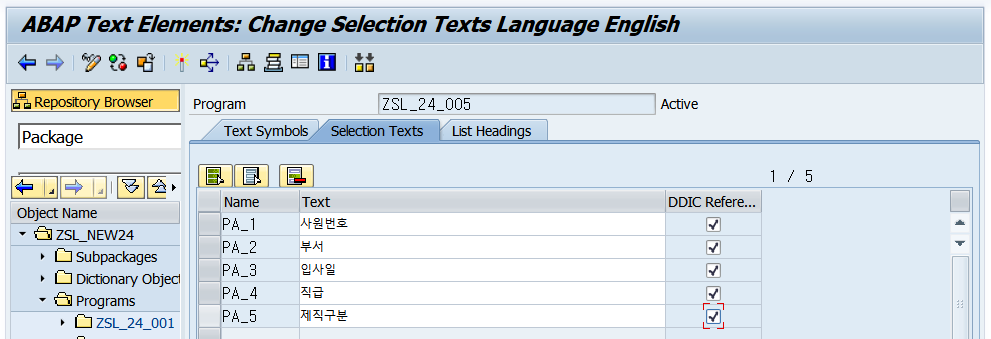 ABAP Text Elements: Change Selection Texts Language English
Repository Browser
Program ZSL_24_005 Active
Package
Text Symbols Selection Texts List Headings
1 / 5
Object Name
Name Text DDIC Refere...
PA_1 사원번호
PA_2 부서
PA_3 입사일
PA_4 직급
PA_5 제직구분
ZSL_NEW24
Subpackages
Dictionary Objec
Programs
ZSL_24_001